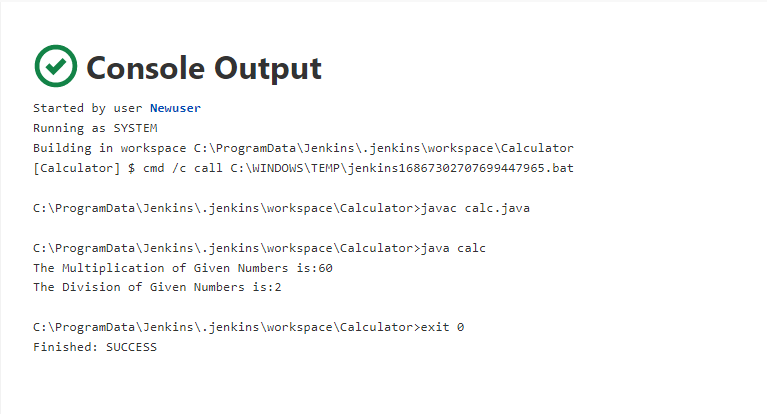 Console Output
Started by user Newuser
Running as SYSTEM
Building in workspace C:\ProgramData\Jenkins\.jenkins\workspace\Calculator
[Calculator] $ cmd /c call C:\WINDOWS\TEMP\jenkins16867302707699447965.bat
C:\ProgramData\Jenkins\.jenkins\workspace\Calculator>javac calc.java
C:\ProgramData\Jenkins\.jenkins\workspace\Calculator>java calc
The Multiplication of Given Numbers is:60
The Division of Given Numbers is:2
C:\ProgramData\Jenkins\.jenkins\workspace\Calculator>exit 0
Finished: SUCCESS